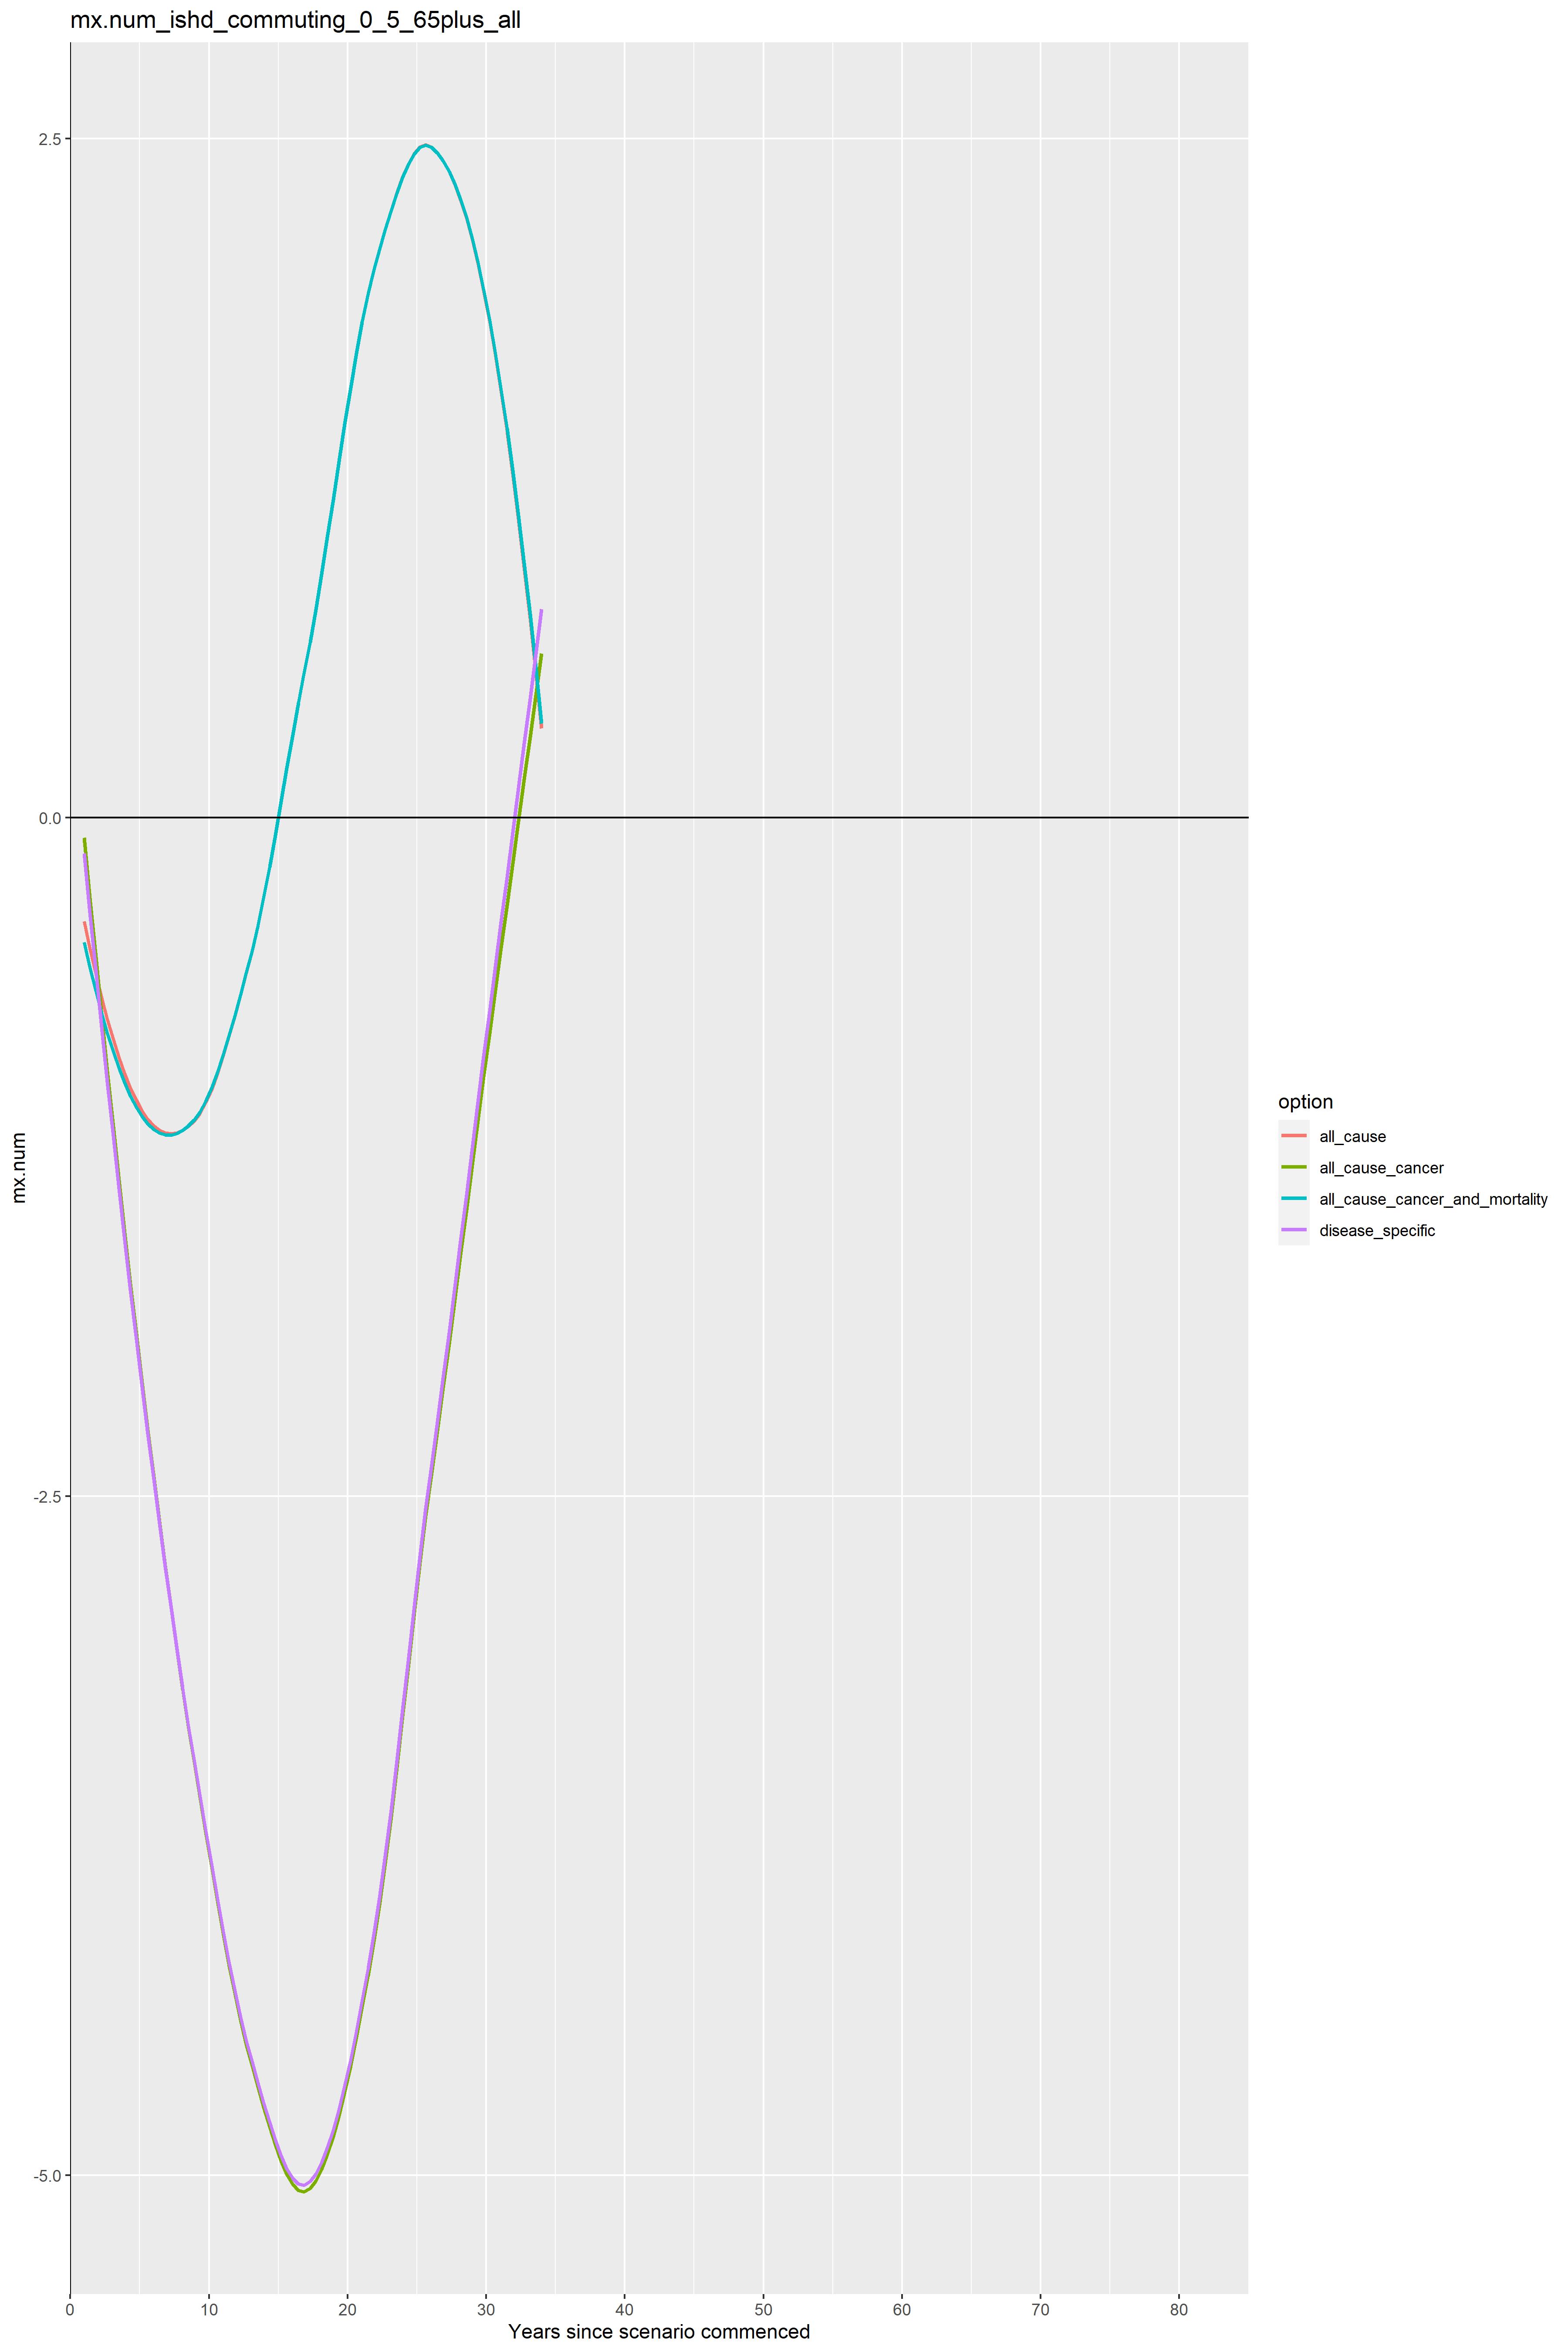 mx.num_ishd_commuting_0_5_65plus_all
2.5
0.0
-2.5
-5.0
mx.num
0 10 20 30 40 50 60 70 80
Years since scenario commenced
option
all_cause
all_cause_cancer
all_cause_cancer_and_mortality
disease_specific